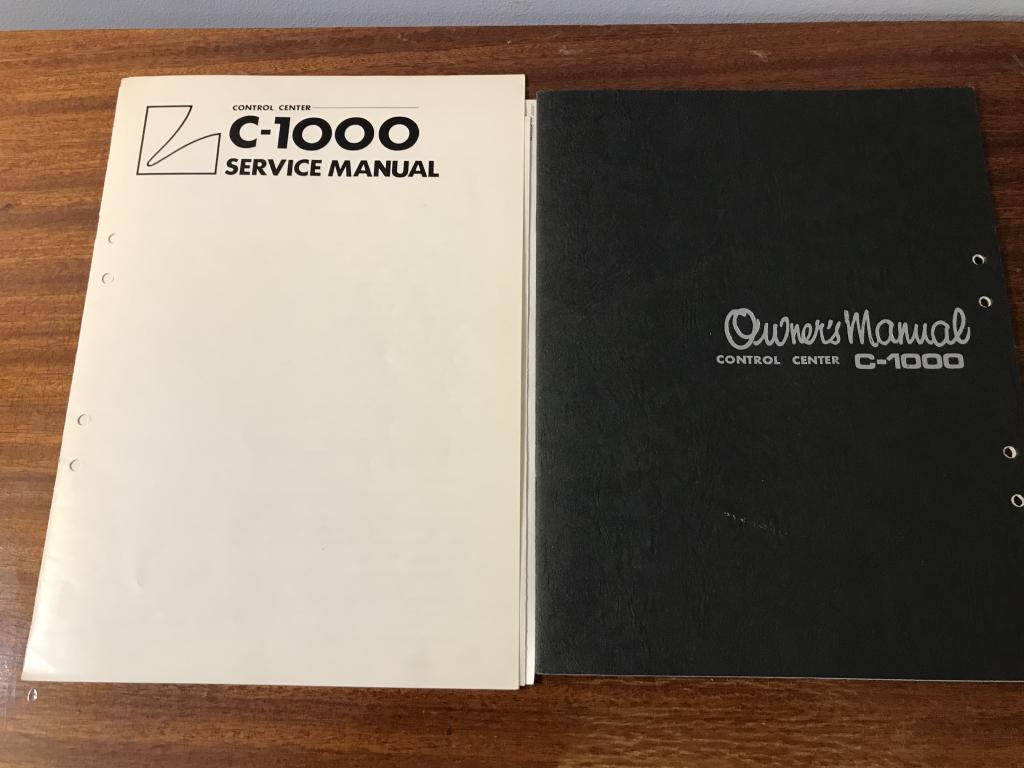 CONTROL CENTER
C-1000
SERVICE MANUAL
Owner's Manual
CONTROL CENTER C-1000